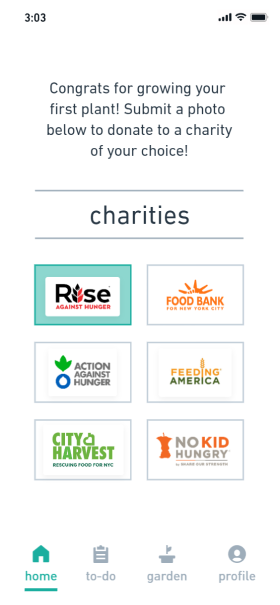 3:03
Congrats for growing your
first plant! Submit a photo
below to donate to a charity
of your choice!
charities
Rise
AGAINST HUNGER
FOOD BANK
FOR NEW YORK CITY
ACTION
AGAINST
HUNGER
FEEDING
AMERICA
CITY
HARVEST
RESCUING FOOD FOR NYC
NO KID
HUNGRY
by SHARE OUR STRENGTH
home
to-do
garden
profile